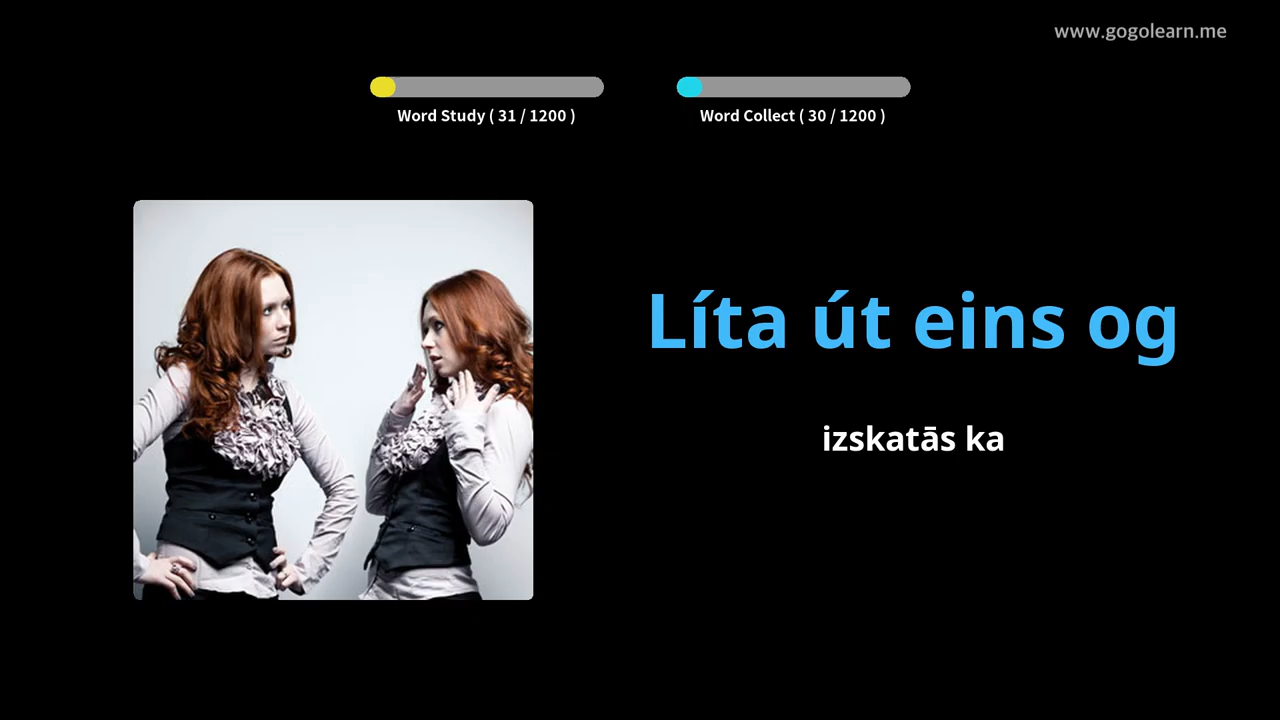 www.gogolearn.me
Word Study ( 31 / 1200 )
Word Collect ( 30 / 1200 )
Líta út eins og
izskatās ka